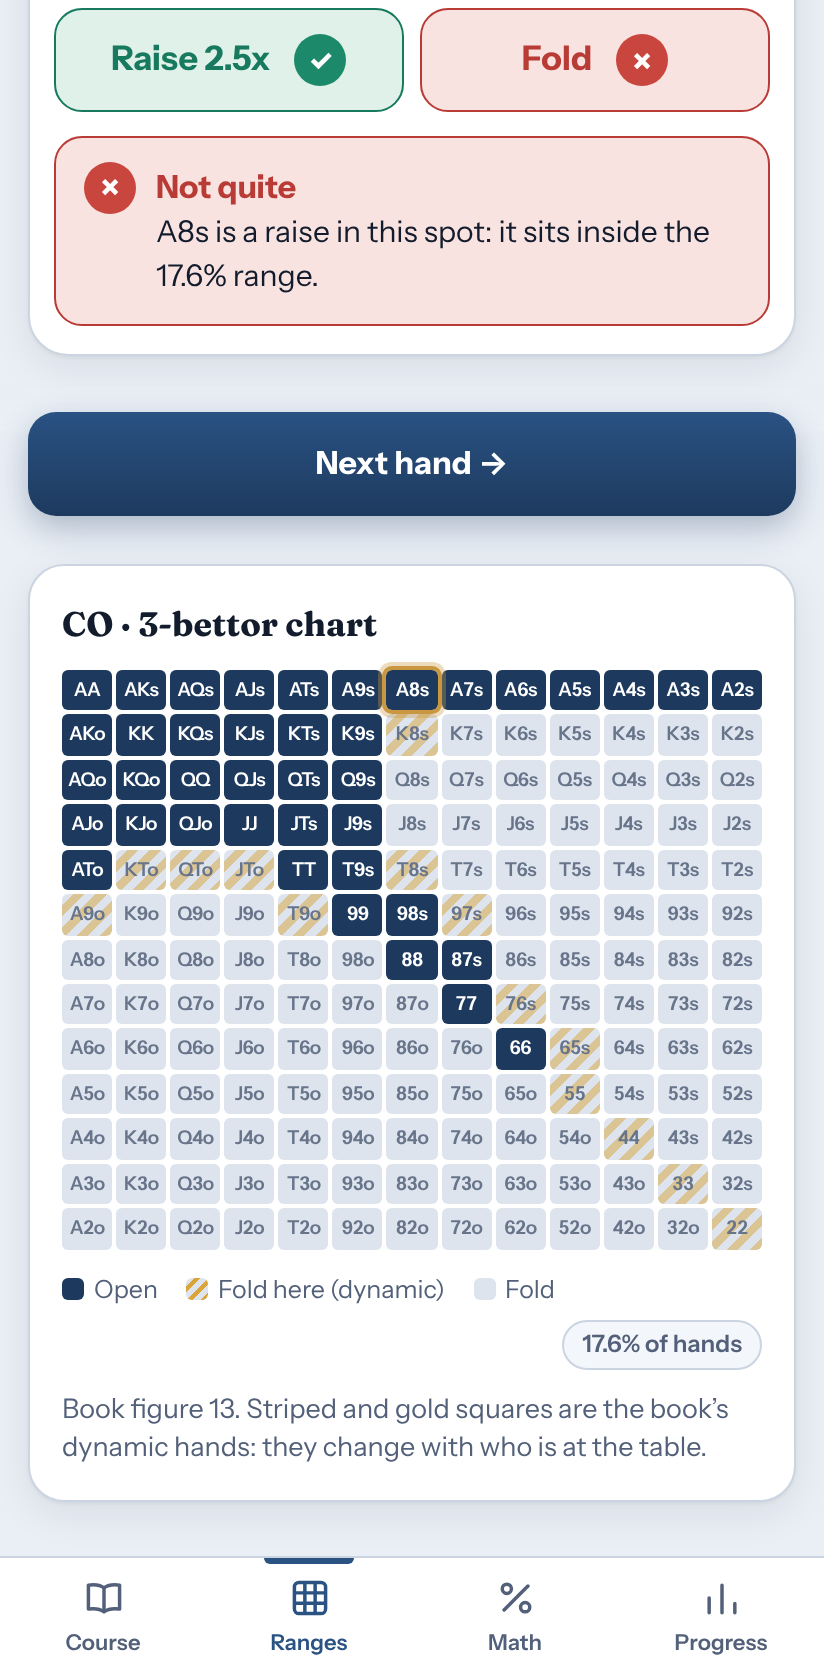 Raise 2.5x Fold
Not quite
A8s is a raise in this spot: it sits inside the
17.6% range.
Next hand →
CO · 3-bettor chart
AA AKs AQs AJs ATs A9s A8s A7s A6s A5s A4s A3s A2s
AKo KK KQs KJs KTs K9s K8s K7s K6s K5s K4s K3s K2s
AQo KQo QQ QJs QTs Q9s Q8s Q7s Q6s Q5s Q4s Q3s Q2s
AJo KJo QJo JJ JTs J9s J8s J7s J6s J5s J4s J3s J2s
ATo KTo QTo JTo TT T9s T8s T7s T6s T5s T4s T3s T2s
A9o K9o Q9o J9o T9o 99 98s 97s 96s 95s 94s 93s 92s
A8o K8o Q8o J8o T8o 98o 88 87s 86s 85s 84s 83s 82s
A7o K7o Q7o J7o T7o 97o 87o 77 76s 75s 74s 73s 72s
A6o K6o Q6o J6o T6o 96o 86o 76o 66 65s 64s 63s 62s
A5o K5o Q5o J5o T5o 95o 85o 75o 65o 55 54s 53s 52s
A4o K4o Q4o J4o T4o 94o 84o 74o 64o 54o 44 43s 42s
A3o K3o Q3o J3o T3o 93o 83o 73o 63o 53o 43o 33 32s
A2o K2o Q2o J2o T2o 92o 82o 72o 62o 52o 42o 32o 22
Open Fold here (dynamic) Fold
17.6% of hands
Book figure 13. Striped and gold squares are the book’s
dynamic hands: they change with who is at the table.
Course Ranges Math Progress